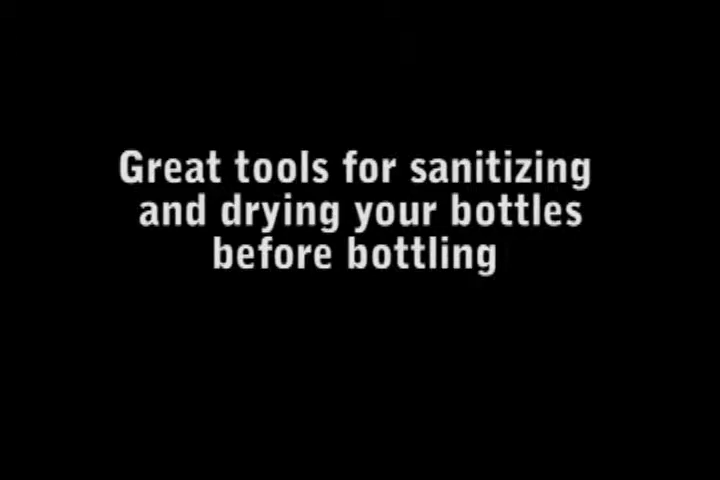 Great tools for sanitizing
and drying your bottles
before bottling